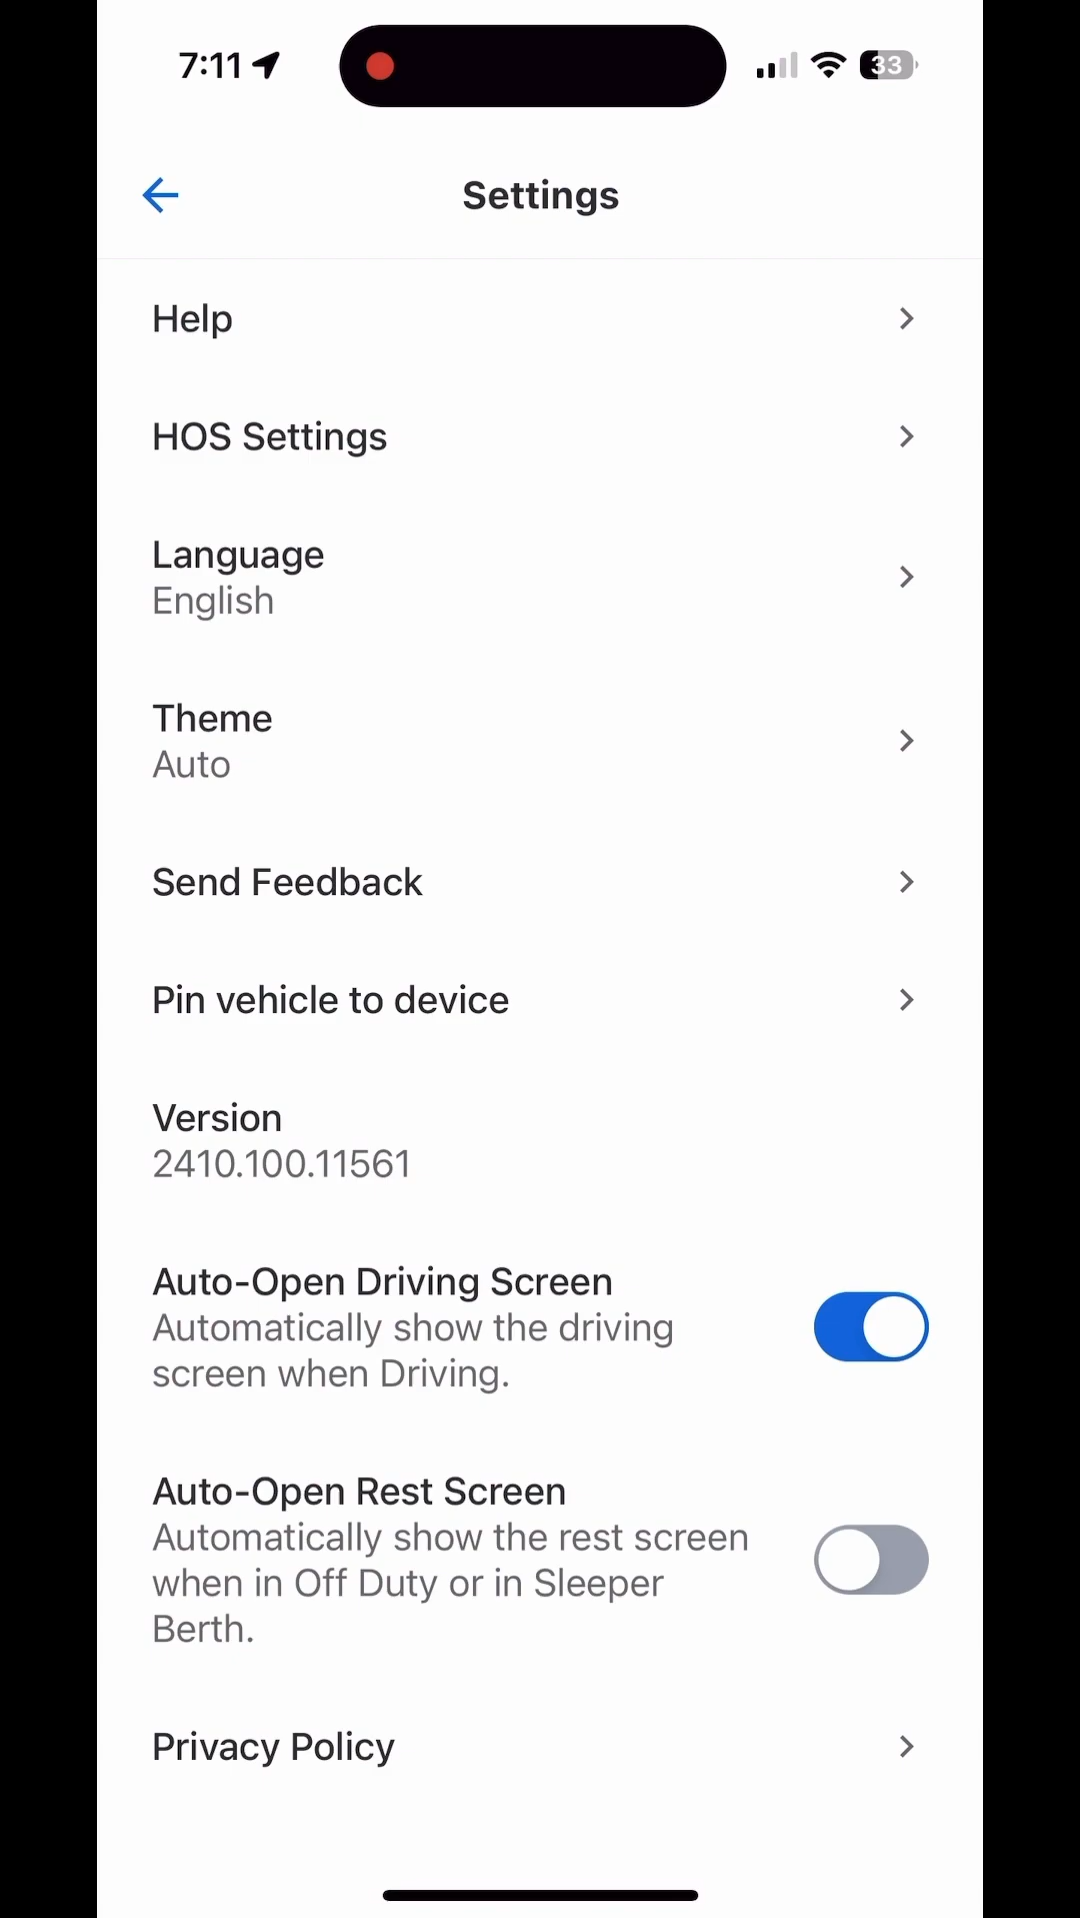 7:11
33
Settings
Help
HOS Settings
Language
English
Theme
Auto
Send Feedback
Pin vehicle to device
Version
2410.100.11561
Auto-Open Driving Screen
Automatically show the driving
screen when Driving.
Auto-Open Rest Screen
Automatically show the rest screen
when in Off Duty or in Sleeper
Berth.
Privacy Policy